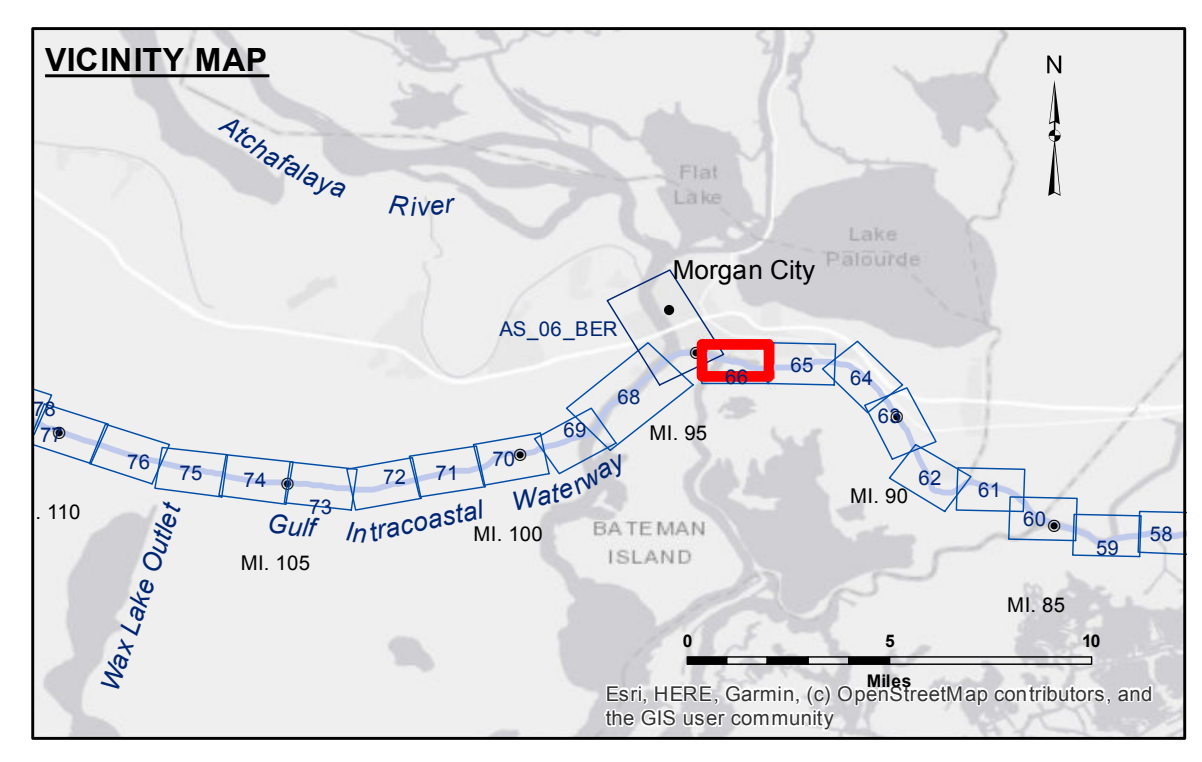 VICINITY MAP
N
Atchafalaya
River
Flat
Lake
Lake
Palourde
Morgan City
AS_06_BER
66
65
64
63
62
61
60
59
58
68
69
70
71
72
73
74
75
76
77
78
MI. 95
MI. 90
MI. 85
MI. 100
MI. 105
. 110
Gulf Intracoastal Waterway
Wax Lake Outlet
BATEMAN
ISLAND
0 5 10
Miles
Esri, HERE, Garmin, (c) OpenStreetMap contributors, and
the GIS user community